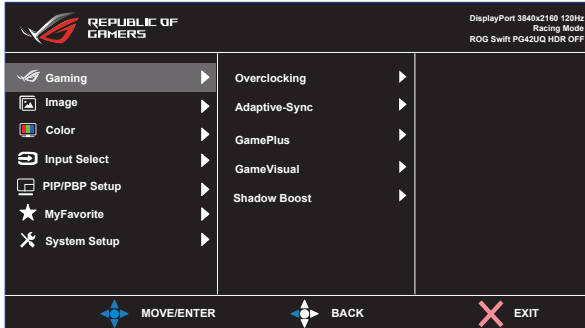 REPUBLIC OF
GAMERS
DisplayPort 3840x2160 120Hz
Racing Mode
ROG Swift PG42UQ HDR OFF
Gaming
Image
Color
Input Select
PIP/PBP Setup
MyFavorite
System Setup
Overclocking
Adaptive-Sync
GamePlus
GameVisual
Shadow Boost
MOVE/ENTER
BACK
EXIT